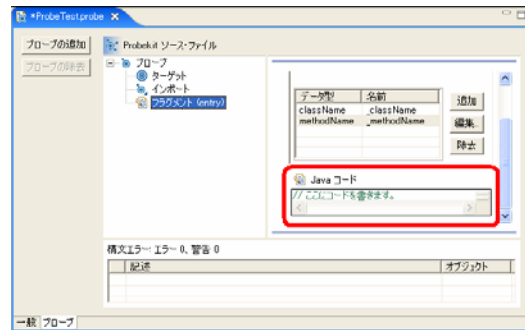 *ProbeTest.probe
プローブの追加
プローブの除去
Probekit ソース・ファイル
プローブ
ターゲット
インポート
フラグメント (entry)
データ型 名前
className _className
methodName _methodName
追加
編集...
除去
Java コード
// ここにコードを書きます。
構文エラー: エラー 0、警告 0
記述 オブジェクト
一般 プローブ